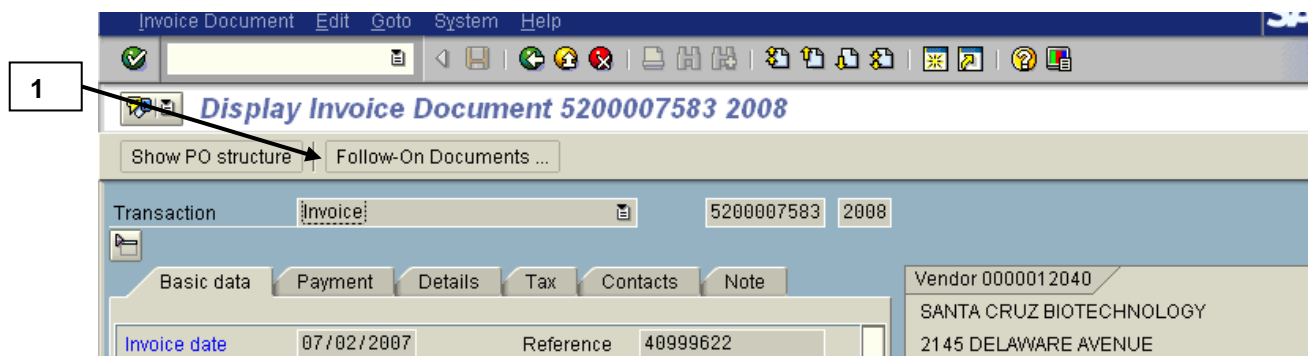 Invoice Document Edit Goto System Help
1
Display Invoice Document 5200007583 2008
Show PO structure Follow-On Documents ...
Transaction Invoice 5200007583 2008
Basic data Payment Details Tax Contacts Note Vendor 0000012040
SANTA CRUZ BIOTECHNOLOGY
Invoice date 07/02/2007 Reference 40999622 2145 DELAWARE AVENUE